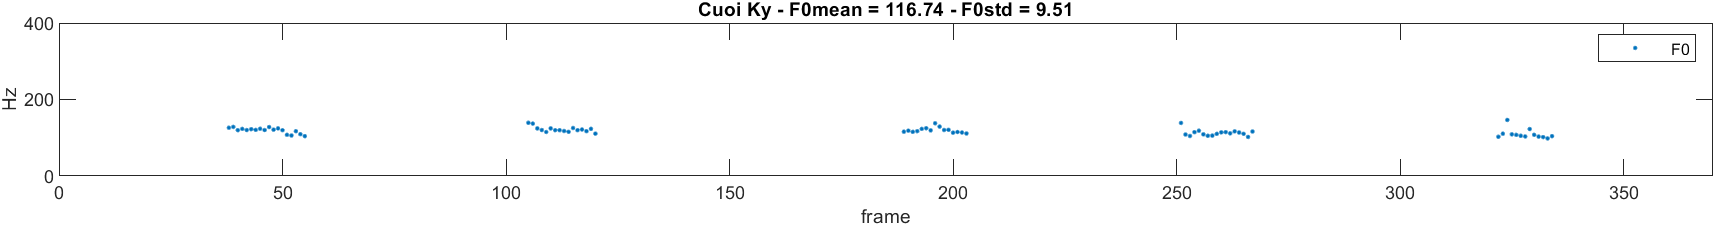 Cuoi Ky - F0mean = 116.74 - F0std = 9.51
400
200
0
Hz
F0
0 50 100 150 200 250 300 350
frame